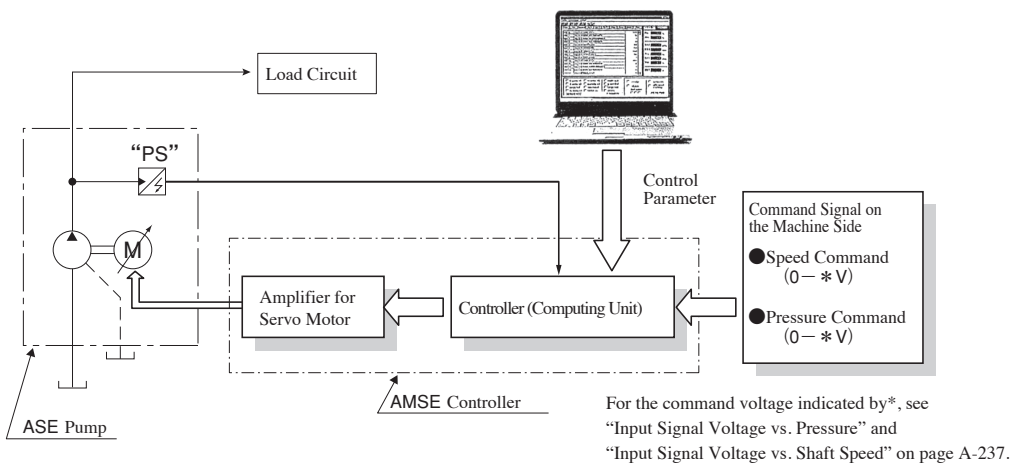 Load Circuit
“PS”
M
Control
Parameter
Command Signal on
the Machine Side
●Speed Command
(0－＊V)
●Pressure Command
(0－＊V)
Amplifier for
Servo Motor
Controller (Computing Unit)
AMSE Controller
ASE Pump
For the command voltage indicated by*, see
“Input Signal Voltage vs. Pressure” and
“Input Signal Voltage vs. Shaft Speed” on page A-237.